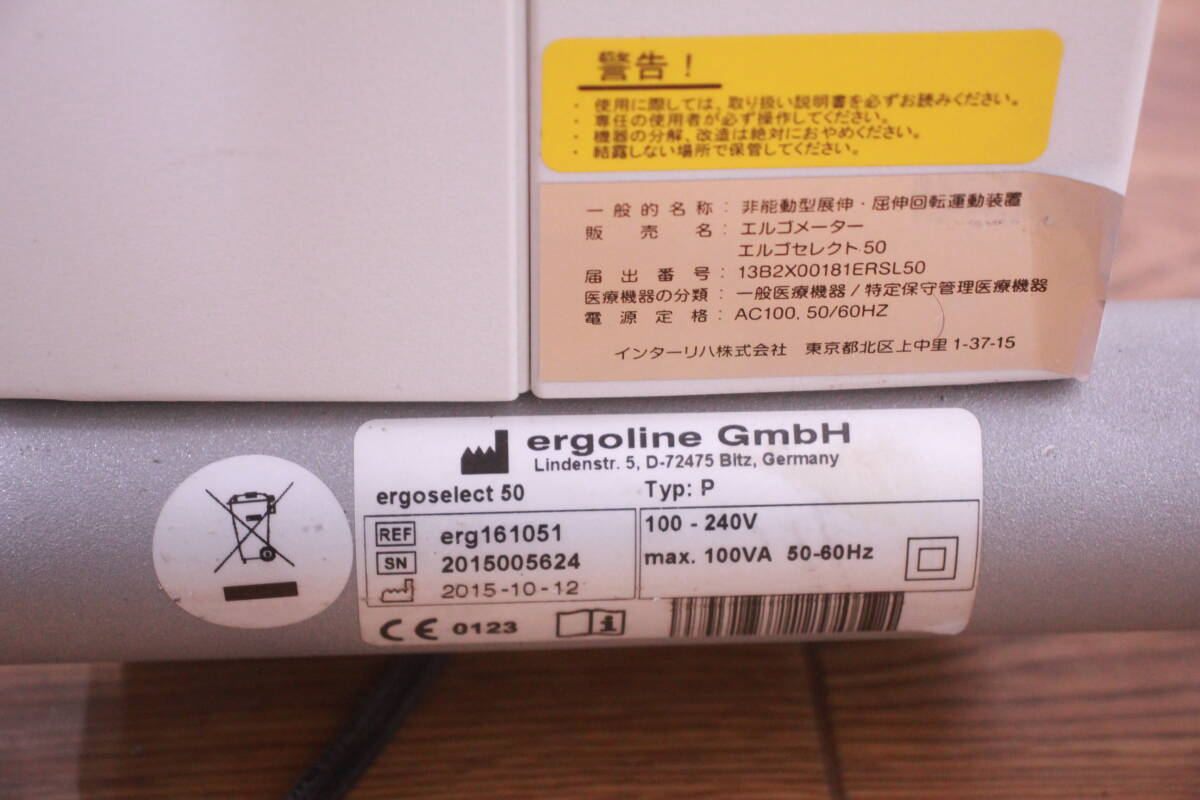 警告！
・ 使用に際しては、取り扱い説明書を必ずお読みください。
・ 専任の使用者が必ず操作してください。
・ 機器の分解、改造は絶対におやめください。
・ 結露しない場所で保管してください。
一般的名称： 非能動型展伸・屈伸回転運動装置
販売名： エルゴメーター
エルゴセレクト50
届出番号： 13B2X00181ERSL50
医療機器の分類： 一般医療機器 / 特定保守管理医療機器
電源定格： AC100, 50/60HZ
インターリハ株式会社 東京都北区上中里1-37-15
ergoline GmbH
Lindenstr. 5, D-72475 Bitz, Germany
ergoselect 50 Typ: P
REF erg161051
SN 2015005624
2015-10-12
100 - 240V
max. 100VA 50-60Hz
CE 0123